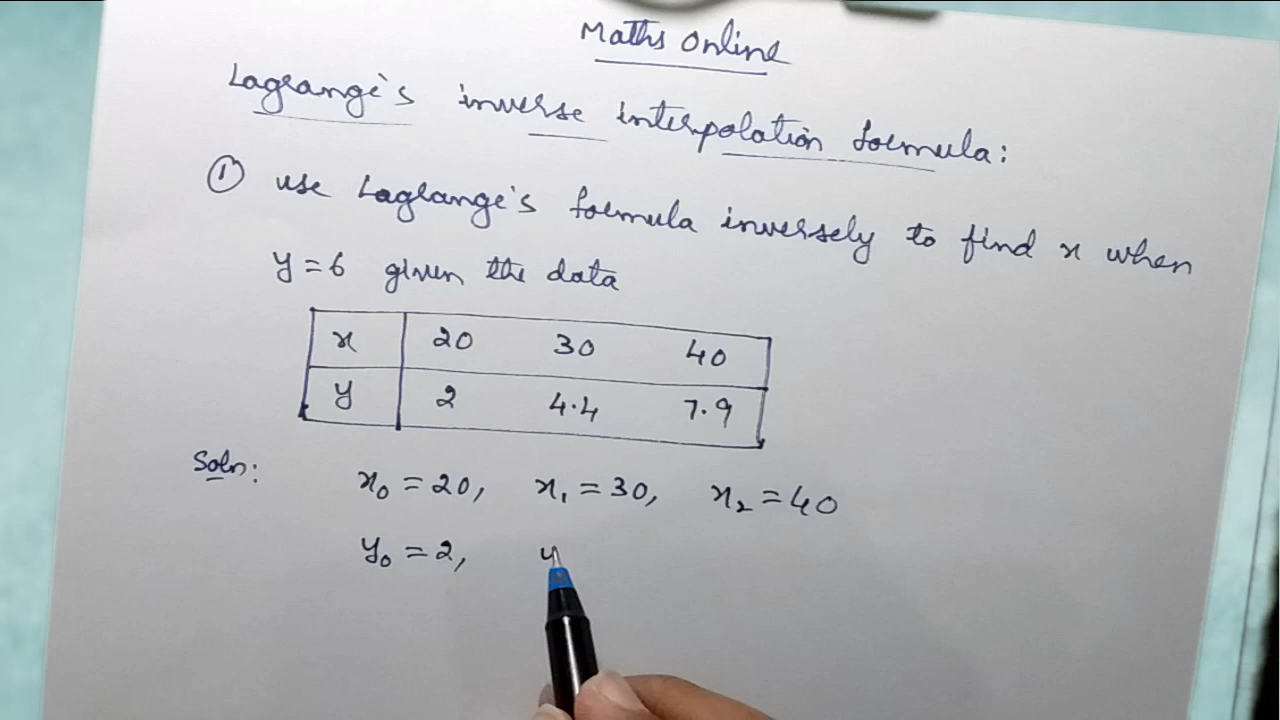 Maths Online
Lagrange's inverse interpolation formula:
① use Lagrange's formula inversely to find x when
y = 6 given the data
x 20 30 40
y 2 4.4 7.9
Soln: x₀ = 20, x₁ = 30, x₂ = 40
y₀ = 2, y